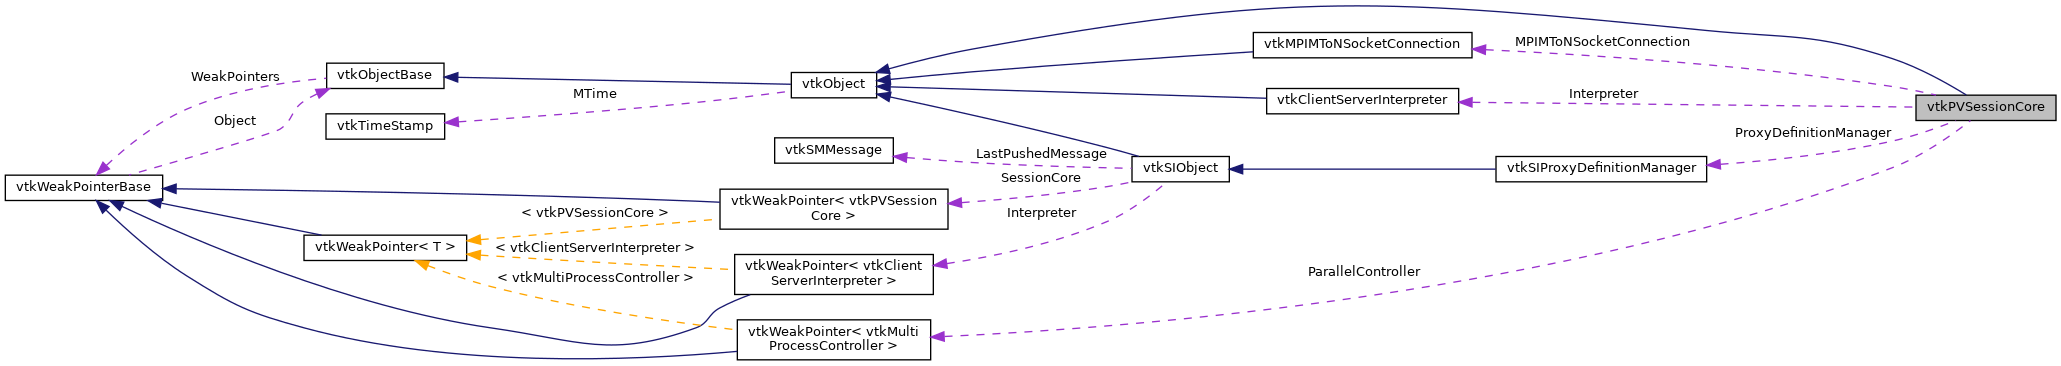 vtkMPIMToNSocketConnection
MPIMToNSocketConnection
WeakPointers
vtkObjectBase
vtkObject
MTime
vtkClientServerInterpreter
Interpreter
vtkPVSessionCore
Object
vtkTimeStamp
ProxyDefinitionManager
vtkSMMessage
LastPushedMessage
vtkSIObject
vtkSIProxyDefinitionManager
SessionCore
vtkWeakPointerBase
vtkWeakPointer< vtkPVSession
Core >
< vtkPVSessionCore >
Interpreter
vtkWeakPointer< T >
< vtkClientServerInterpreter >
vtkWeakPointer< vtkClient
ServerInterpreter >
< vtkMultiProcessController >
ParallelController
vtkWeakPointer< vtkMulti
ProcessController >